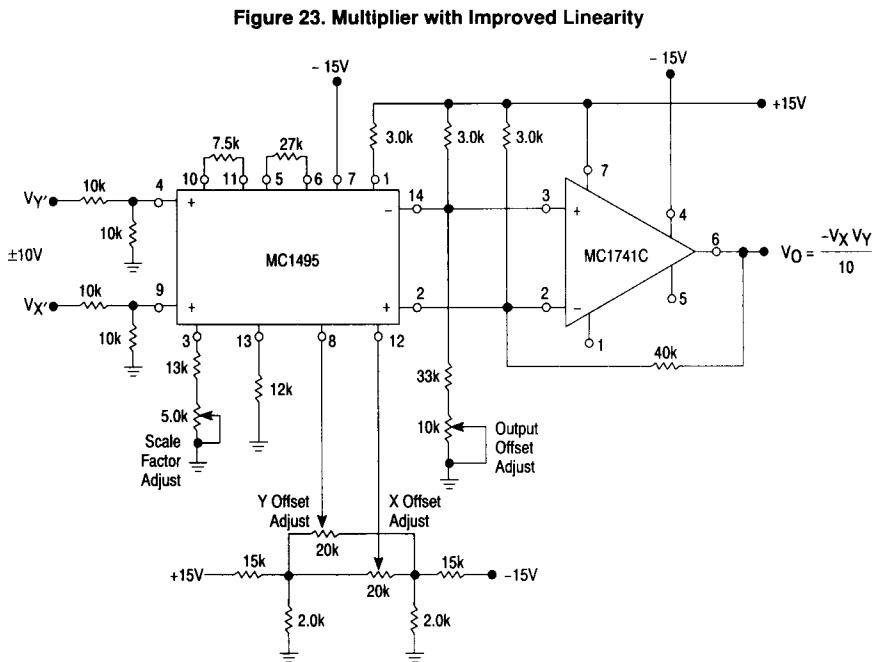 Figure 23. Multiplier with Improved Linearity
– 15V
– 15V
+15V
7.5k
27k
3.0k
3.0k
3.0k
10 11 5 6 7 1
7
VY'
10k
4
+
10k
14
–
3
+
4
±10V
MC1495
MC1741C
6
VO = –VX VY / 10
VX'
10k
9
+
10k
2
+
2
–
5
1
3 13 8 12
40k
13k
12k
33k
5.0k
10k
Scale
Factor
Adjust
Output
Offset
Adjust
Y Offset
Adjust
X Offset
Adjust
20k
+15V
15k
20k
15k
–15V
2.0k
2.0k